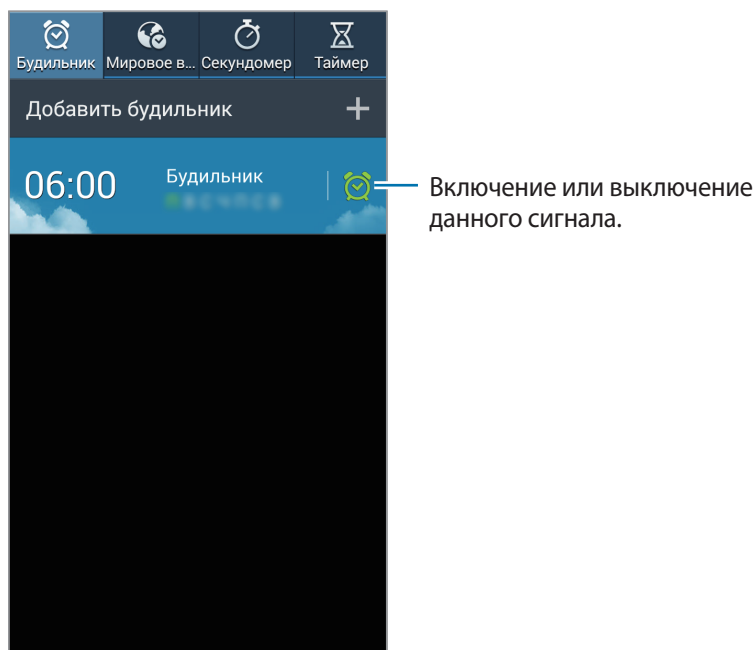 Будильник Мировое в... Секундомер Таймер
Добавить будильник
06:00 Будильник
Включение или выключение
данного сигнала.